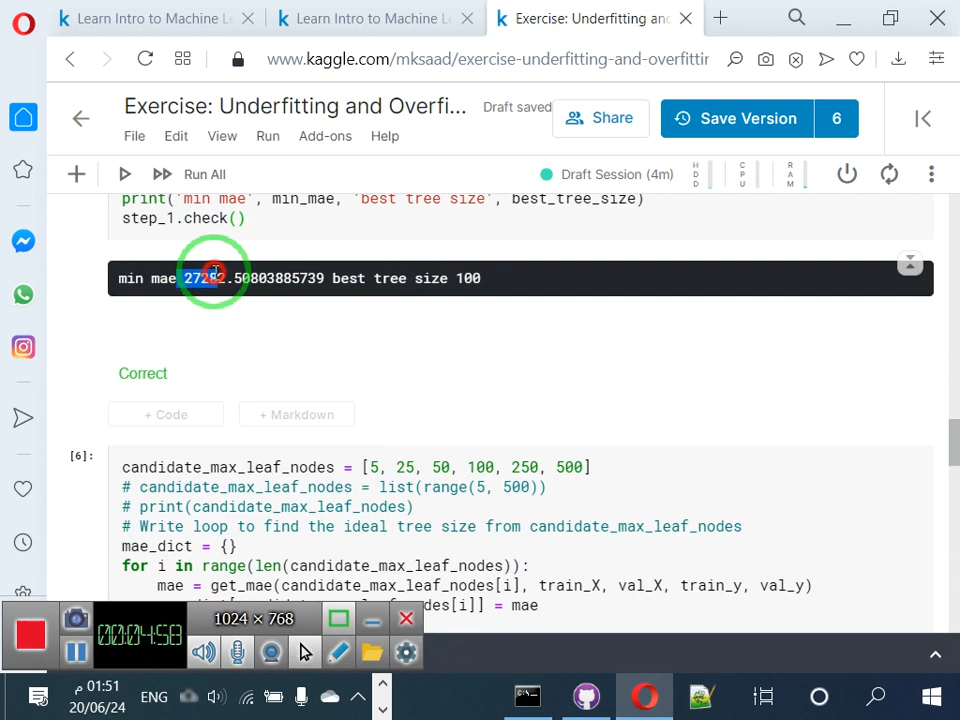 Learn Intro to Machine L
Learn Intro to Machine L
Exercise: Underfitting and
www.kaggle.com/mksaad/exercise-underfitting-and-overfittir
Exercise: Underfitting and Overfi...
Draft saved
Share
Save Version
6
File Edit View Run Add-ons Help
Run All
Draft Session (4m)
HDD
CPU
RAM
print('min mae', min_mae, 'best tree size', best_tree_size)
step_1.check()
min mae 27282.50803885739 best tree size 100
Correct
+ Code
+ Markdown
[6]:
candidate_max_leaf_nodes = [5, 25, 50, 100, 250, 500]
# candidate_max_leaf_nodes = list(range(5, 500))
# print(candidate_max_leaf_nodes)
# Write loop to find the ideal tree size from candidate_max_leaf_nodes
mae_dict = {}
for i in range(len(candidate_max_leaf_nodes)):
mae = get_mae(candidate_max_leaf_nodes[i], train_X, val_X, train_y, val_y)
des[i]] = mae
1024 × 768
00:04:58
01:51 م
20/06/24
ENG